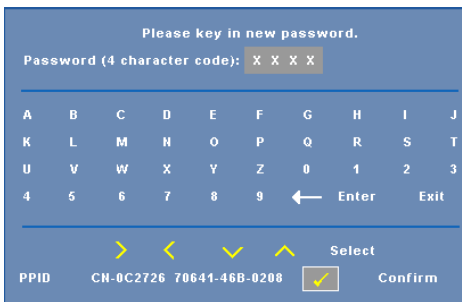 Please key in new password.
Password (4 character code): X X X X
A B C D E F G H I J
K L M N O P Q R S T
U V W X Y Z 0 1 2 3
4 5 6 7 8 9 ← Enter Exit
> < ∨ ∧ Select
PPID CN-0C2726 70641-46B-0208 ✓ Confirm